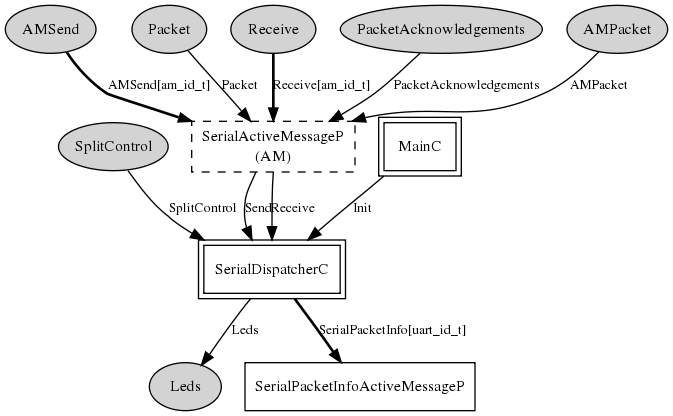 AMSend
Packet
Receive
PacketAcknowledgements
AMPacket
AMSend[am_id_t]
Packet
Receive[am_id_t]
PacketAcknowledgements
AMPacket
SplitControl
SerialActiveMessageP
(AM)
MainC
SplitControl
Send
Receive
Init
SerialDispatcherC
Leds
SerialPacketInfo[uart_id_t]
Leds
SerialPacketInfoActiveMessageP